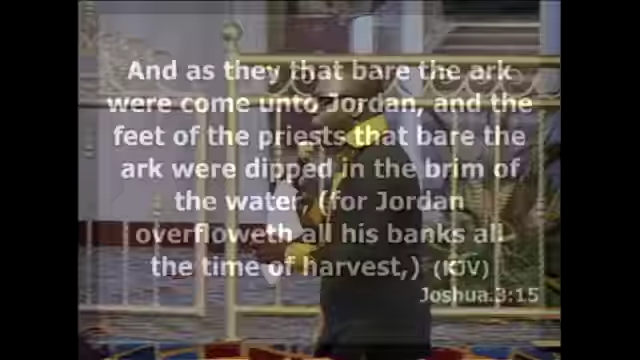 And as they that bare the ark
were come unto Jordan, and the
feet of the priests that bare the
ark were dipped in the brim of
the water, (for Jordan
overfloweth all his banks all
the time of harvest,) (KJV)
Joshua 3:15